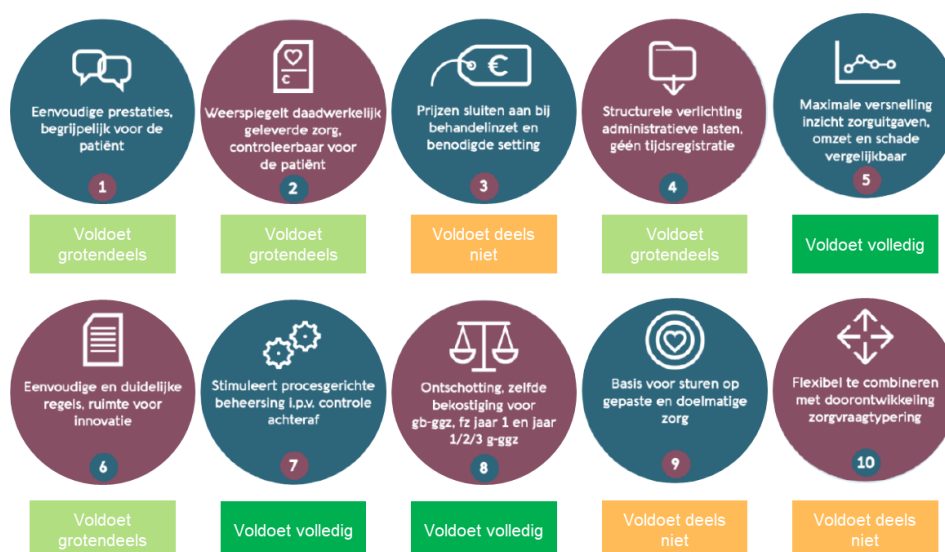 Eenvoudige prestaties,
begrijpelijk voor de
patiënt
1
Voldoet
grotendeels
€
Weerspiegelt daadwerkelijk
geleverde zorg,
controleerbaar voor
de patiënt
2
Voldoet
grotendeels
€
Prijzen sluiten aan bij
behandelinzet en
benodigde setting
3
Voldoet deels
niet
Structurele verlichting
administratieve lasten,
géén tijdsregistratie
4
Voldoet
grotendeels
Maximale versnelling
inzicht zorguitgaven,
omzet en schade
vergelijkbaar
5
Voldoet volledig
Eenvoudige en duidelijke
regels, ruimte voor
innovatie
6
Voldoet
grotendeels
Stimuleert procesgerichte
beheersing i.p.v. controle
achteraf
7
Voldoet volledig
Ontschotting, zelfde
bekostiging voor
gb-ggz, fz jaar 1 en jaar
1/2/3 g-ggz
8
Voldoet volledig
Basis voor sturen op
gepaste en doelmatige
zorg
9
Voldoet deels
niet
Flexibel te combineren
met doorontwikkeling
zorgvraagtypering
10
Voldoet deels
niet